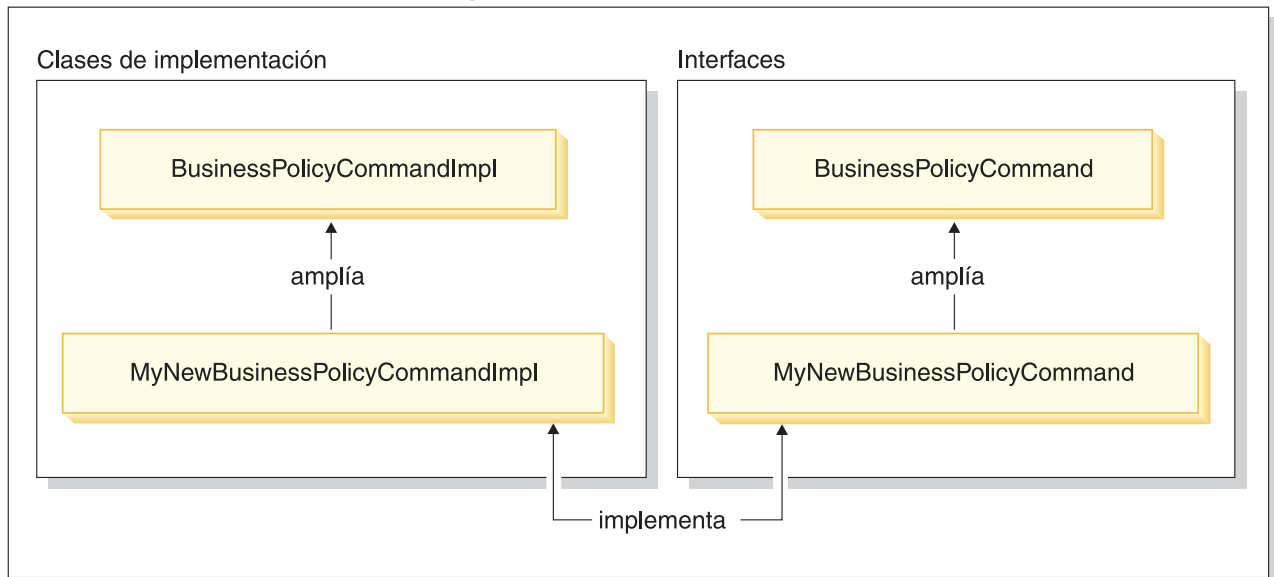 Clases de implementación
BusinessPolicyCommandImpl
amplía
MyNewBusinessPolicyCommandImpl
Interfaces
BusinessPolicyCommand
amplía
MyNewBusinessPolicyCommand
implementa